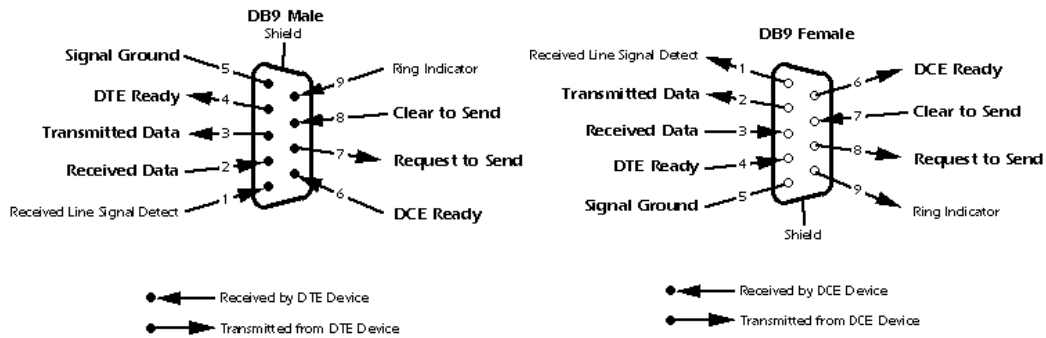 DB9 Male
Shield
Signal Ground
5
9
Ring Indicator
DTE Ready
4
8
Clear to Send
Transmitted Data
3
7
Request to Send
Received Data
2
6
DCE Ready
Received Line Signal Detect
1
Received by DTE Device
Transmitted from DTE Device
DB9 Female
Received Line Signal Detect
1
6
DCE Ready
Transmitted Data
2
7
Clear to Send
Received Data
3
8
Request to Send
DTE Ready
4
9
Ring Indicator
Signal Ground
5
Shield
Received by DCE Device
Transmitted from DCE Device